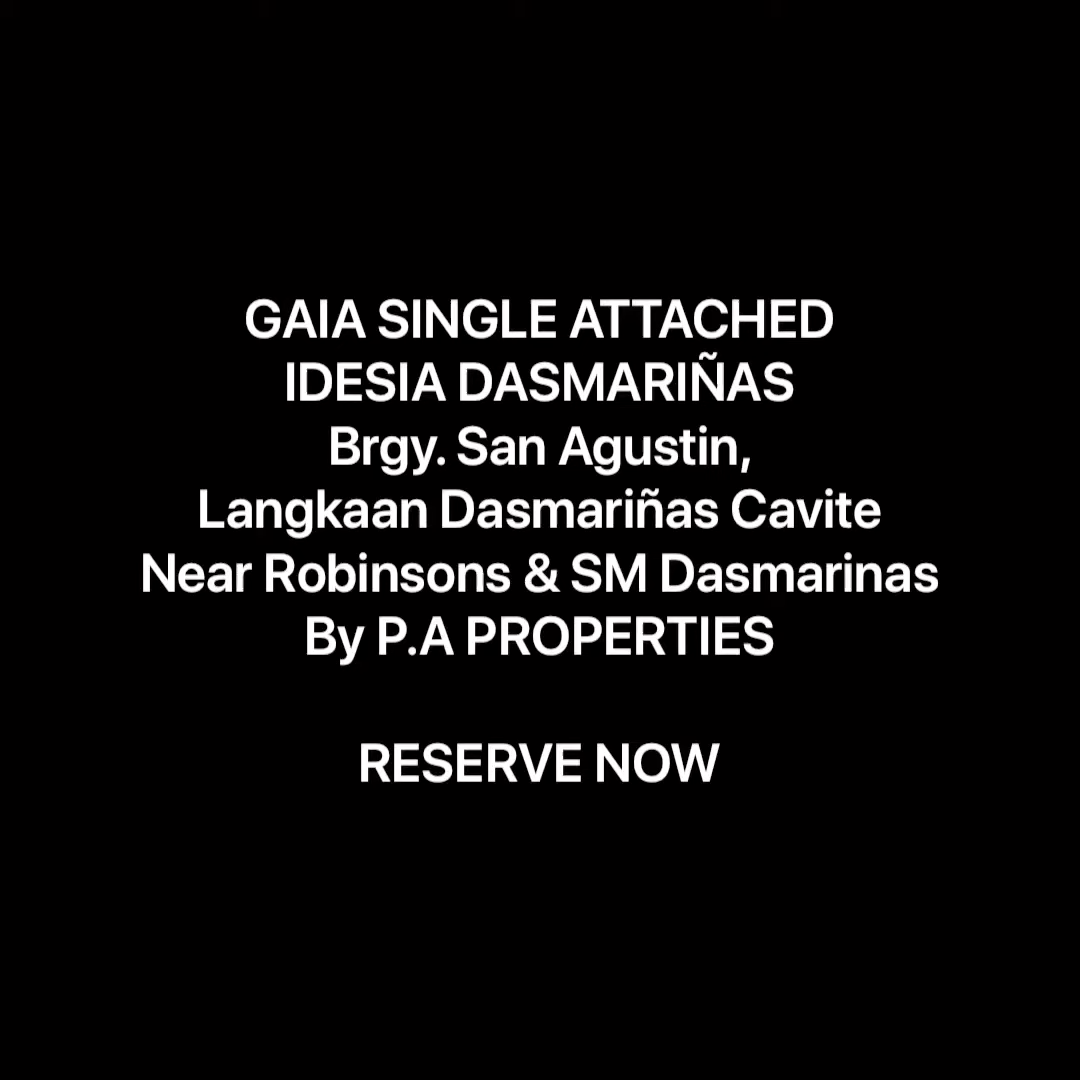 GAIA SINGLE ATTACHED
IDESIA DASMARIÑAS
Brgy. San Agustin,
Langkaan Dasmariñas Cavite
Near Robinsons & SM Dasmarinas
By P.A PROPERTIES
RESERVE NOW